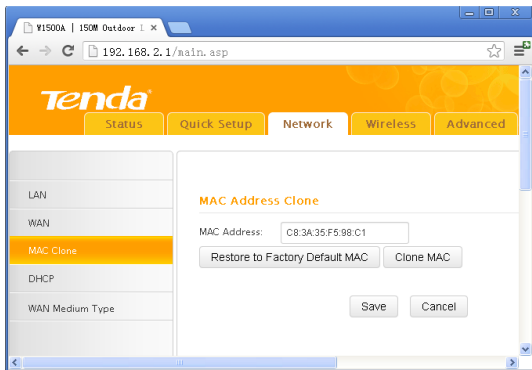 W1500A | 150M Outdoor L
192.168.2.1/main.asp
Tenda
Status Quick Setup Network Wireless Advanced
LAN
WAN
MAC Clone
DHCP
WAN Medium Type
MAC Address Clone
MAC Address: C8:3A:35:F5:98:C1
Restore to Factory Default MAC Clone MAC
Save Cancel